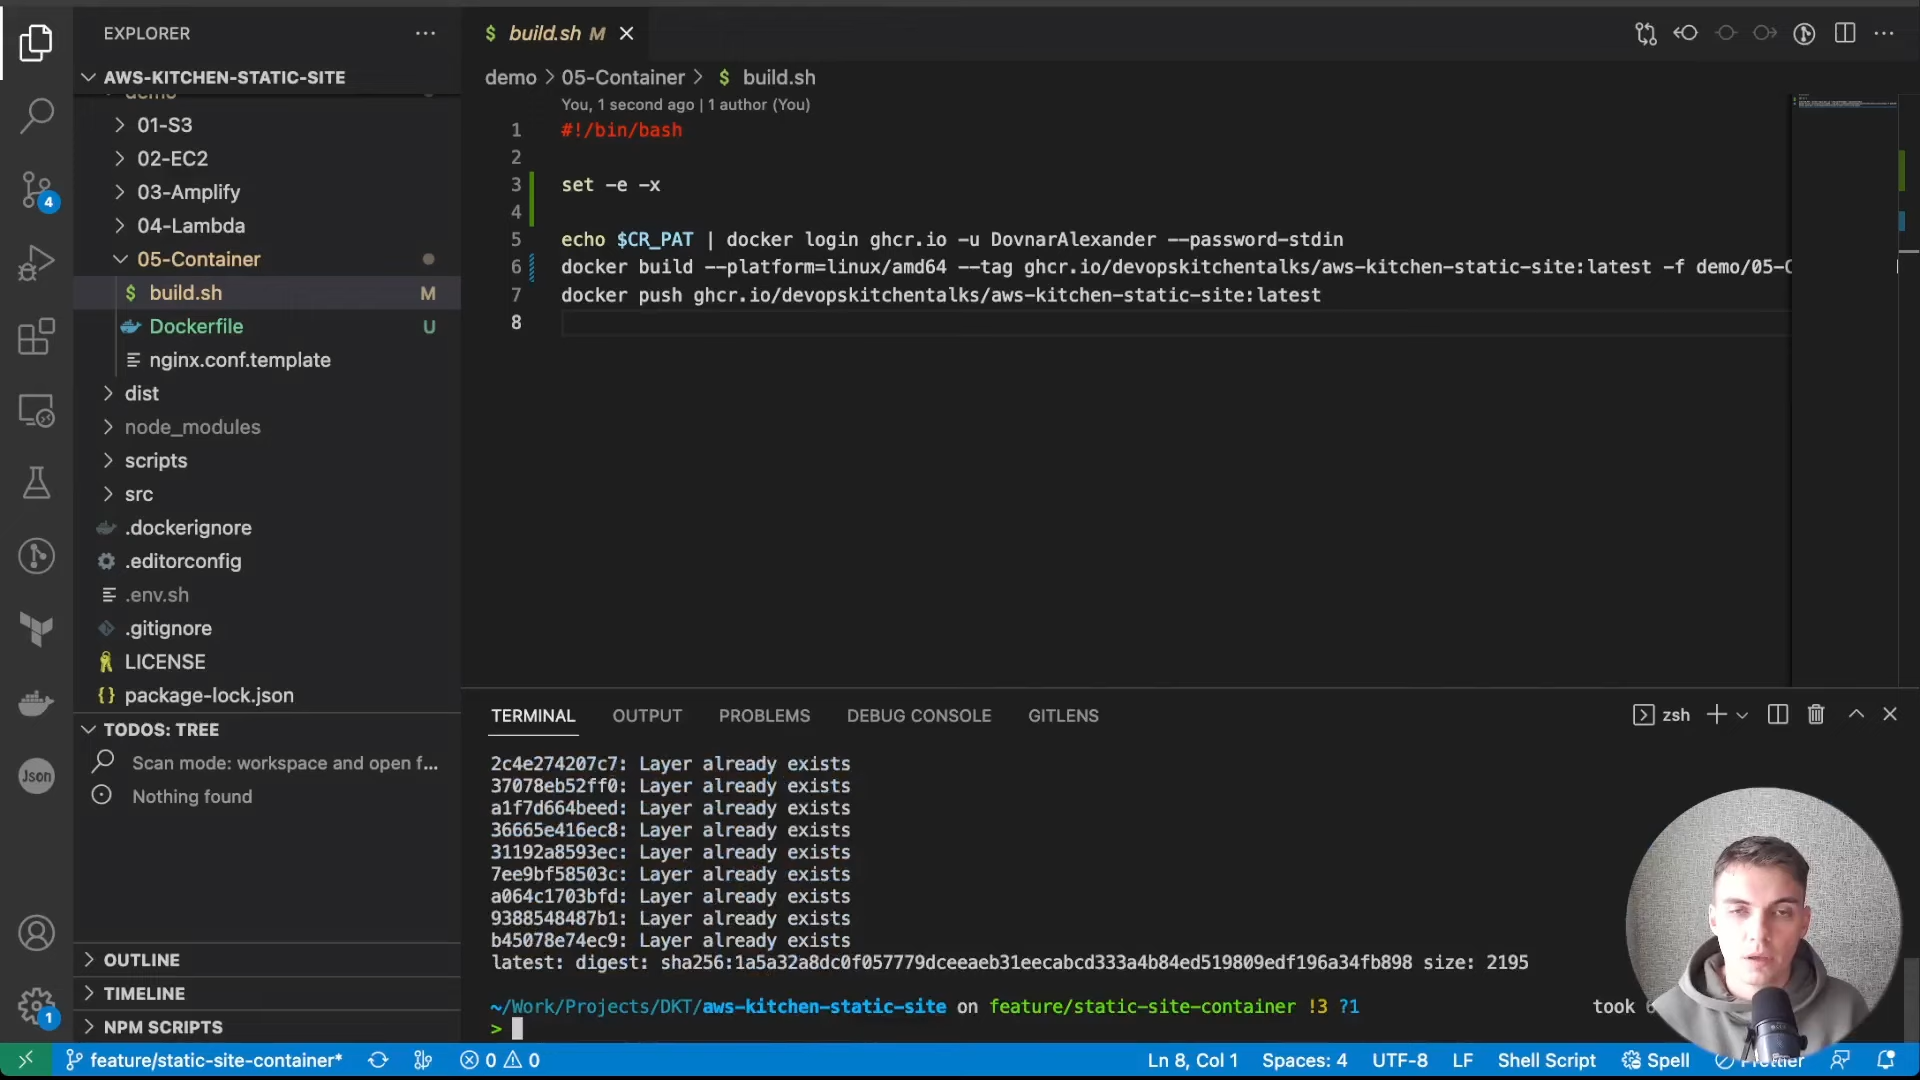 EXPLORER
AWS-KITCHEN-STATIC-SITE
demo
01-S3
02-EC2
03-Amplify
04-Lambda
05-Container
$ build.sh M
Dockerfile U
nginx.conf.template
dist
node_modules
scripts
src
.dockerignore
.editorconfig
.env.sh
.gitignore
LICENSE
{} package-lock.json
TODOS: TREE
Scan mode: workspace and open f...
Nothing found
OUTLINE
TIMELINE
NPM SCRIPTS
4
Json
1
$ build.sh M
demo > 05-Container > $ build.sh
You, 1 second ago | 1 author (You)
1 #!/bin/bash
2
3 set -e -x
4
5 echo $CR_PAT | docker login ghcr.io -u DovnarAlexander --password-stdin
6 docker build --platform=linux/amd64 --tag ghcr.io/devopskitchentalks/aws-kitchen-static-site:latest -f demo/05-C
7 docker push ghcr.io/devopskitchentalks/aws-kitchen-static-site:latest
8
TERMINAL OUTPUT PROBLEMS DEBUG CONSOLE GITLENS
zsh
2c4e274207c7: Layer already exists
37078eb52ff0: Layer already exists
a1f7d664beed: Layer already exists
36665e416ec8: Layer already exists
31192a8593ec: Layer already exists
7ee9bf58503c: Layer already exists
a064c1703bfd: Layer already exists
9388548487b1: Layer already exists
b45078e74ec9: Layer already exists
latest: digest: sha256:1a5a32a8dc0f057779dceeaeb31eecabcd333a4b84ed519809edf196a34fb898 size: 2195
~/Work/Projects/DKT/aws-kitchen-static-site on feature/static-site-container !3 ?1 took
>
feature/static-site-container* 0 0 Ln 8, Col 1 Spaces: 4 UTF-8 LF Shell Script Spell Prettier